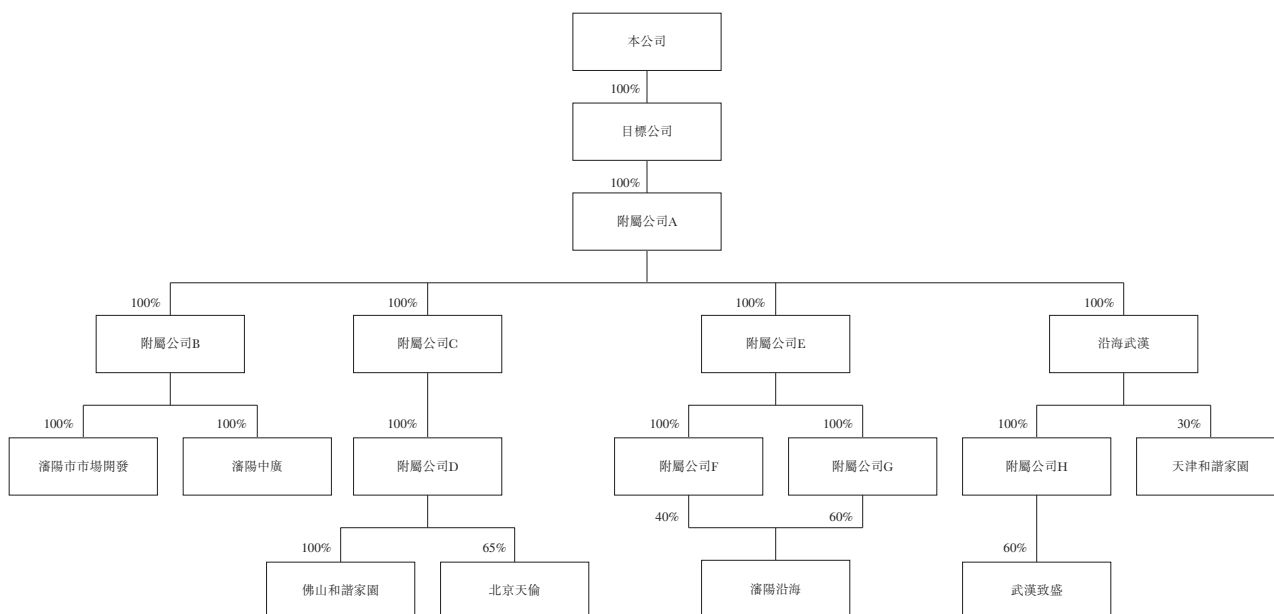 本公司
100%
目標公司
100%
附屬公司A
100%
100%
100%
100%
附屬公司B
附屬公司C
附屬公司E
沿海武漢
100%
100%
100%
100%
100%
100%
30%
瀋陽市市場開發
瀋陽中廣
附屬公司D
附屬公司F
附屬公司G
附屬公司H
天津和諧家園
40%
60%
100%
65%
60%
佛山和諧家園
北京天倫
瀋陽沿海
武漢致盛